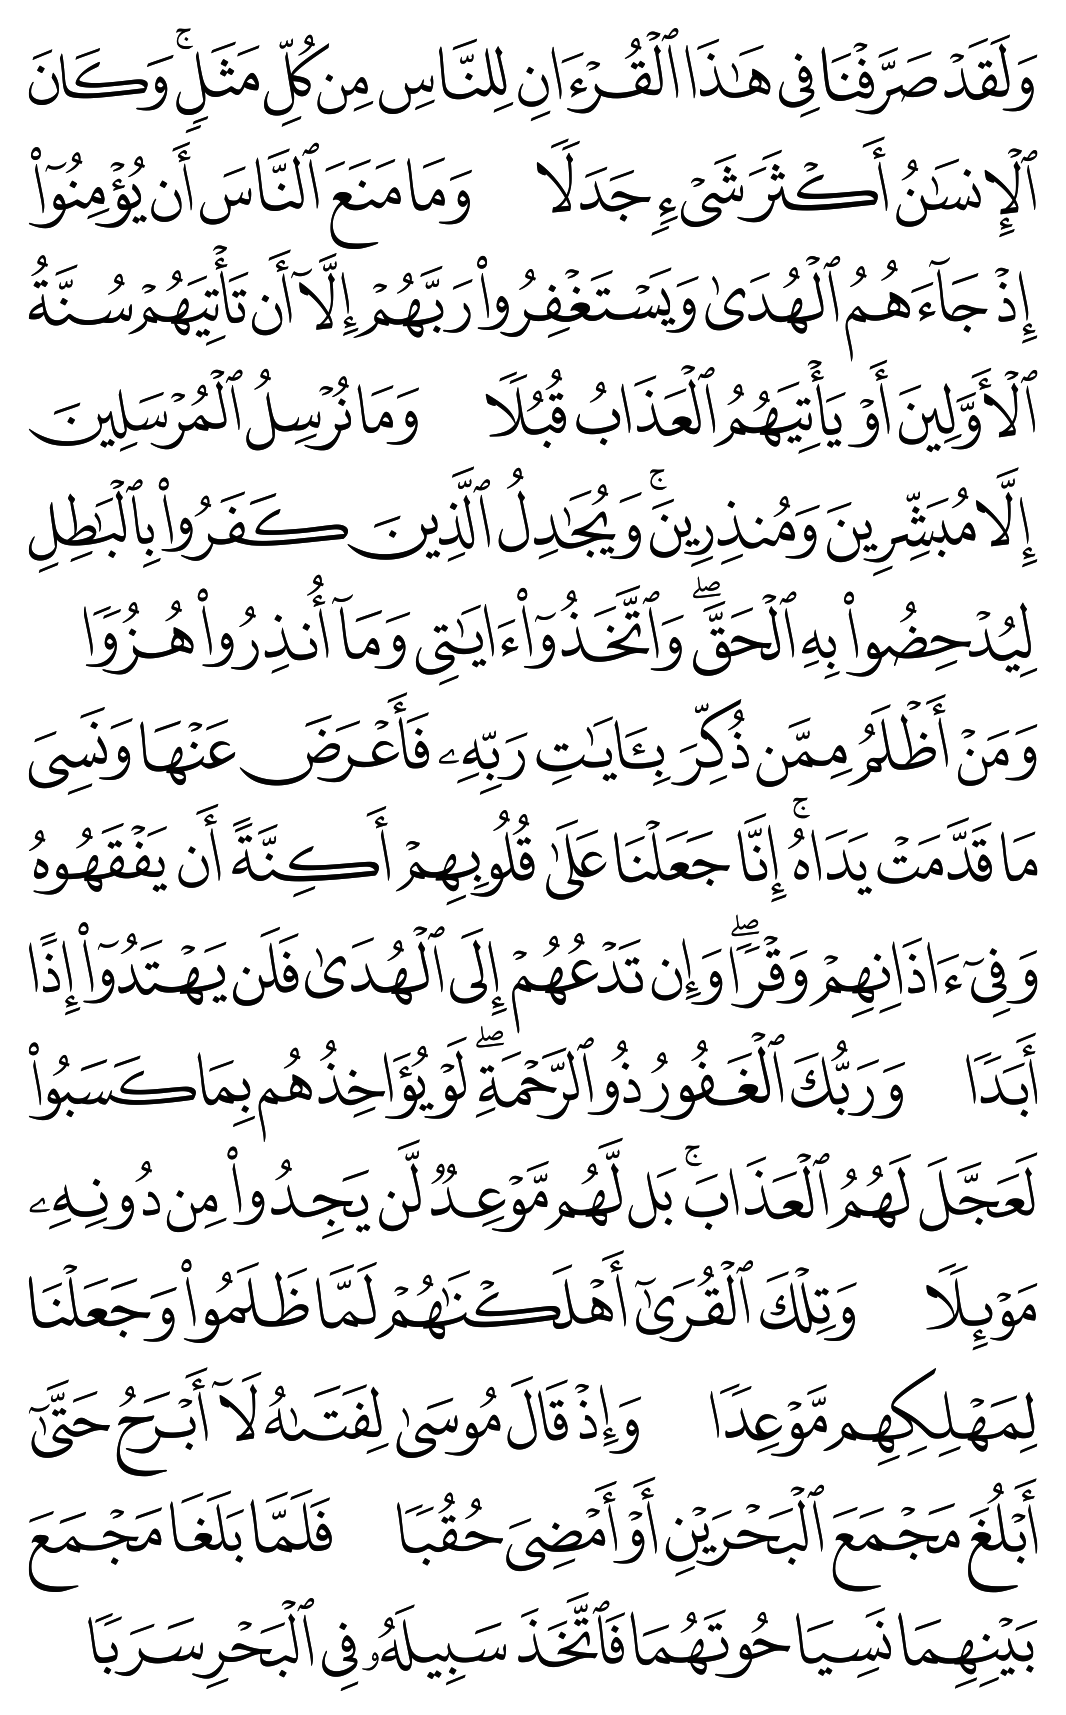 وَلَقَدۡ صَرَّفۡنَا فِي هَٰذَا ٱلۡقُرۡءَانِ لِلنَّاسِ مِن كُلِّ مَثَلٖۚ وَكَانَ
ٱلۡإِنسَٰنُ أَكۡثَرَ شَيۡءٖ جَدَلٗا وَمَا مَنَعَ ٱلنَّاسَ أَن يُؤۡمِنُوٓاْ
إِذۡ جَآءَهُمُ ٱلۡهُدَىٰ وَيَسۡتَغۡفِرُواْ رَبَّهُمۡ إِلَّآ أَن تَأۡتِيَهُمۡ سُنَّةُ
ٱلۡأَوَّلِينَ أَوۡ يَأۡتِيَهُمُ ٱلۡعَذَابُ قُبُلٗا وَمَا نُرۡسِلُ ٱلۡمُرۡسَلِينَ
إِلَّا مُبَشِّرِينَ وَمُنذِرِينَۚ وَيُجَٰدِلُ ٱلَّذِينَ كَفَرُواْ بِٱلۡبَٰطِلِ
لِيُدۡحِضُواْ بِهِ ٱلۡحَقَّۖ وَٱتَّخَذُوٓاْ ءَايَٰتِي وَمَآ أُنذِرُواْ هُزُوٗا
وَمَنۡ أَظۡلَمُ مِمَّن ذُكِّرَ بِـَٔايَٰتِ رَبِّهِۦ فَأَعۡرَضَ عَنۡهَا وَنَسِيَ
مَا قَدَّمَتۡ يَدَاهُۚ إِنَّا جَعَلۡنَا عَلَىٰ قُلُوبِهِمۡ أَكِنَّةً أَن يَفۡقَهُوهُ
وَفِيٓ ءَاذَانِهِمۡ وَقۡرٗاۖ وَإِن تَدۡعُهُمۡ إِلَى ٱلۡهُدَىٰ فَلَن يَهۡتَدُوٓاْ إِذًا
أَبَدٗا وَرَبُّكَ ٱلۡغَفُورُ ذُو ٱلرَّحۡمَةِۖ لَوۡ يُؤَاخِذُهُم بِمَا كَسَبُواْ
لَعَجَّلَ لَهُمُ ٱلۡعَذَابَۚ بَل لَّهُم مَّوۡعِدٞ لَّن يَجِدُواْ مِن دُونِهِۦ
مَوۡئِلٗا وَتِلۡكَ ٱلۡقُرَىٰٓ أَهۡلَكۡنَٰهُمۡ لَمَّا ظَلَمُواْ وَجَعَلۡنَا
لِمَهۡلِكِهِم مَّوۡعِدٗا وَإِذۡ قَالَ مُوسَىٰ لِفَتَىٰهُ لَآ أَبۡرَحُ حَتَّىٰٓ
أَبۡلُغَ مَجۡمَعَ ٱلۡبَحۡرَيۡنِ أَوۡ أَمۡضِيَ حُقُبٗا فَلَمَّا بَلَغَا مَجۡمَعَ
بَيۡنِهِمَا نَسِيَا حُوتَهُمَا فَٱتَّخَذَ سَبِيلَهُۥ فِي ٱلۡبَحۡرِ سَرَبٗا